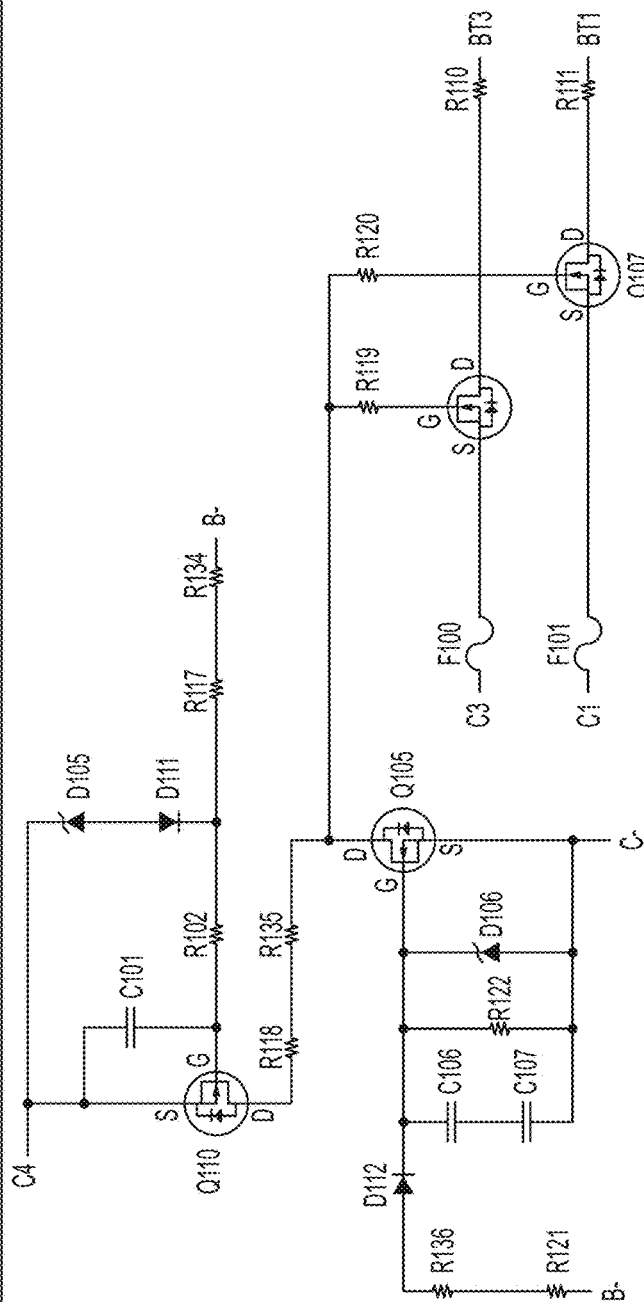 C4
D105
C101
S
D111
G
Q110
R102
R117
R134
B-
D
R118
R135
D
R119
R120
D112
G
Q105
G
R136
C106
S
F100
S
D
C3
R110
BT3
D106
R122
C107
G
R121
F101
S
D
R111
C1
BT1
B-
C-
Q107